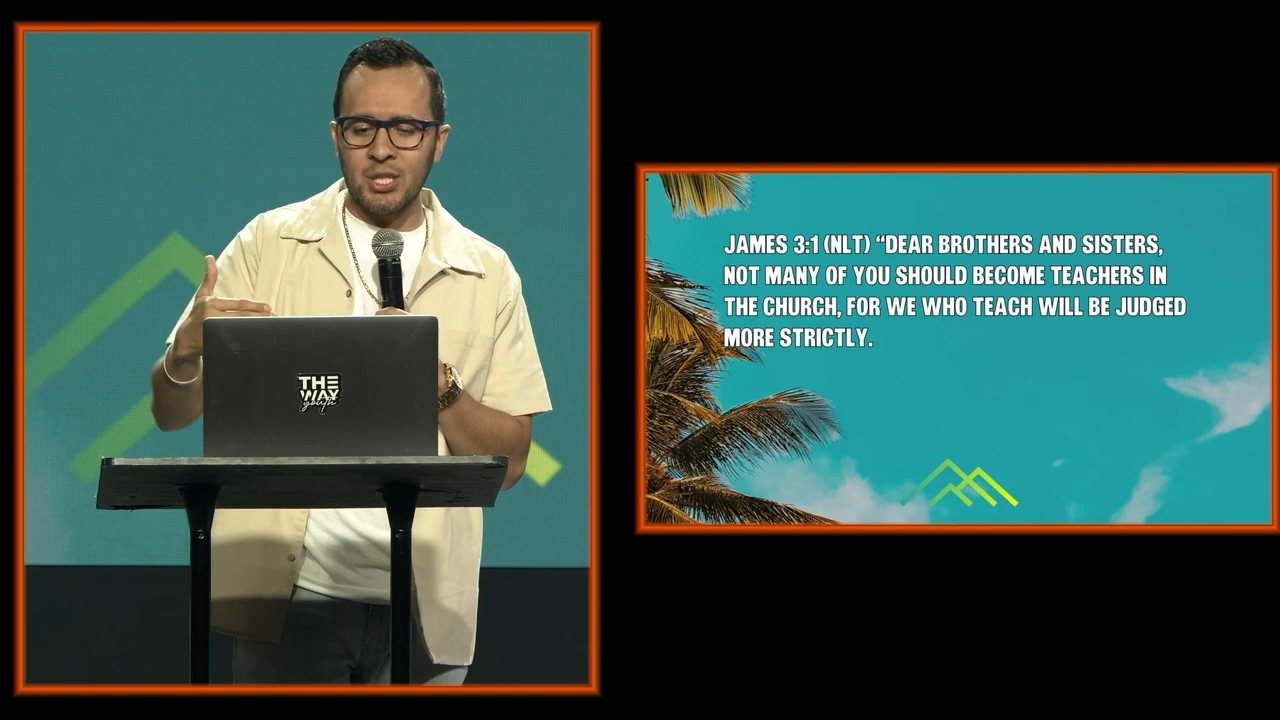 THE
WAY
youth
JAMES 3:1 (NLT) “DEAR BROTHERS AND SISTERS,
NOT MANY OF YOU SHOULD BECOME TEACHERS IN
THE CHURCH, FOR WE WHO TEACH WILL BE JUDGED
MORE STRICTLY.